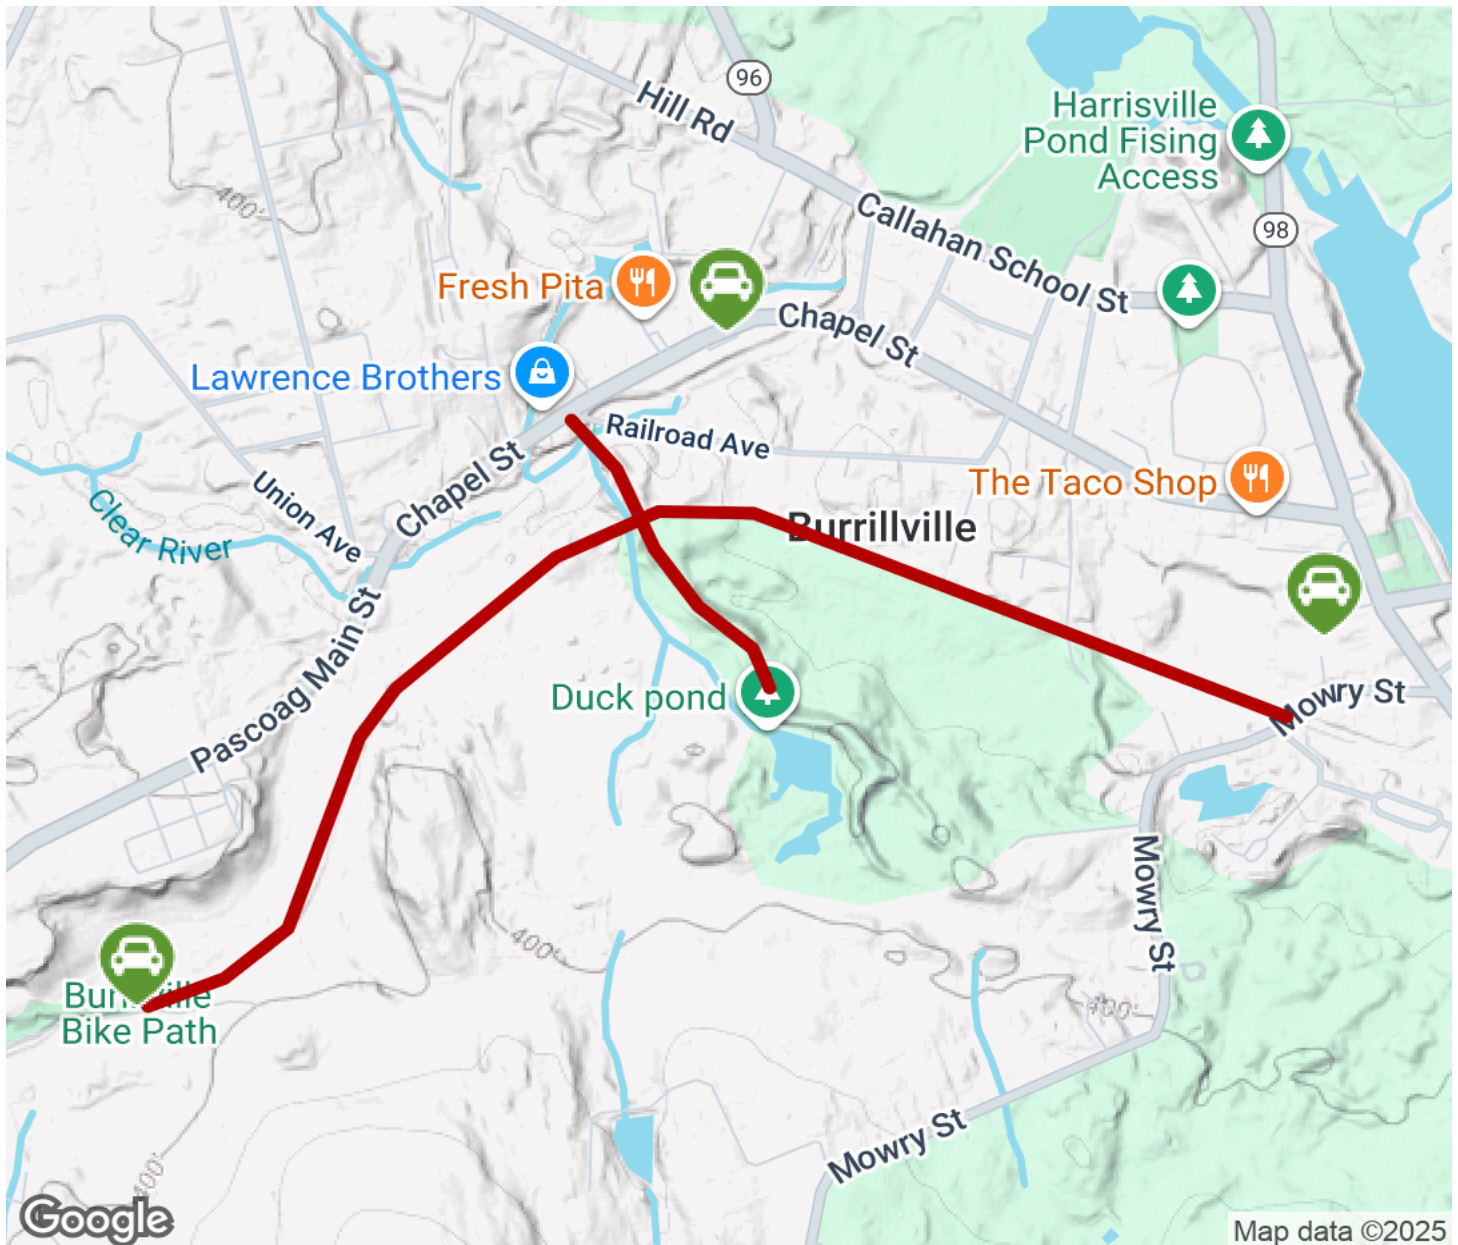 96
Hill Rd
Harrisville
Pond Fising
Access
400'
Callahan School St
98
Fresh Pita
Chapel St
Lawrence Brothers
Railroad Ave
Chapel St
The Taco Shop
Union Ave
Clear River
Burrillville
Pascoag Main St
Duck pond
Mowry St
Mowry St
400'
Bike Path
400'
Mowry St
400'
Google
Map data ©2025